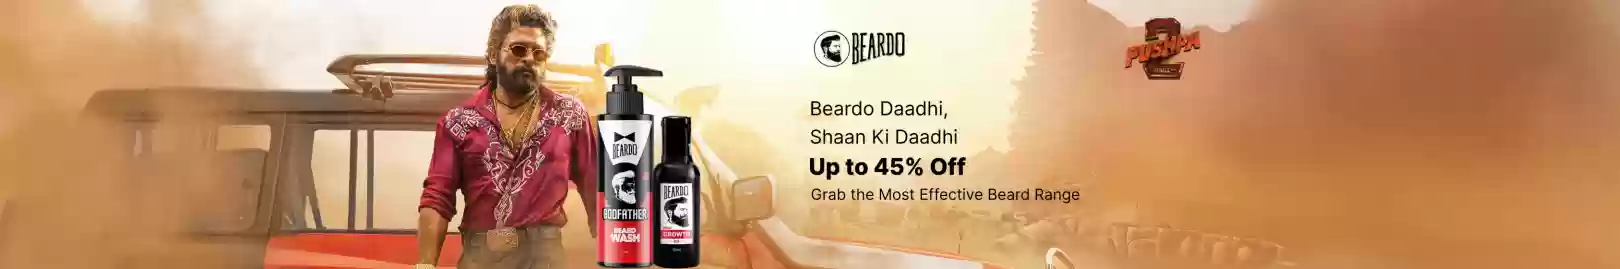 BEARDO
PUSHPA
2
Beardo Daadhi,
Shaan Ki Daadhi
Up to 45% Off
Grab the Most Effective Beard Range
BEARDO
GODFATHER
BEARD
WASH
BEARDO
GROWTH